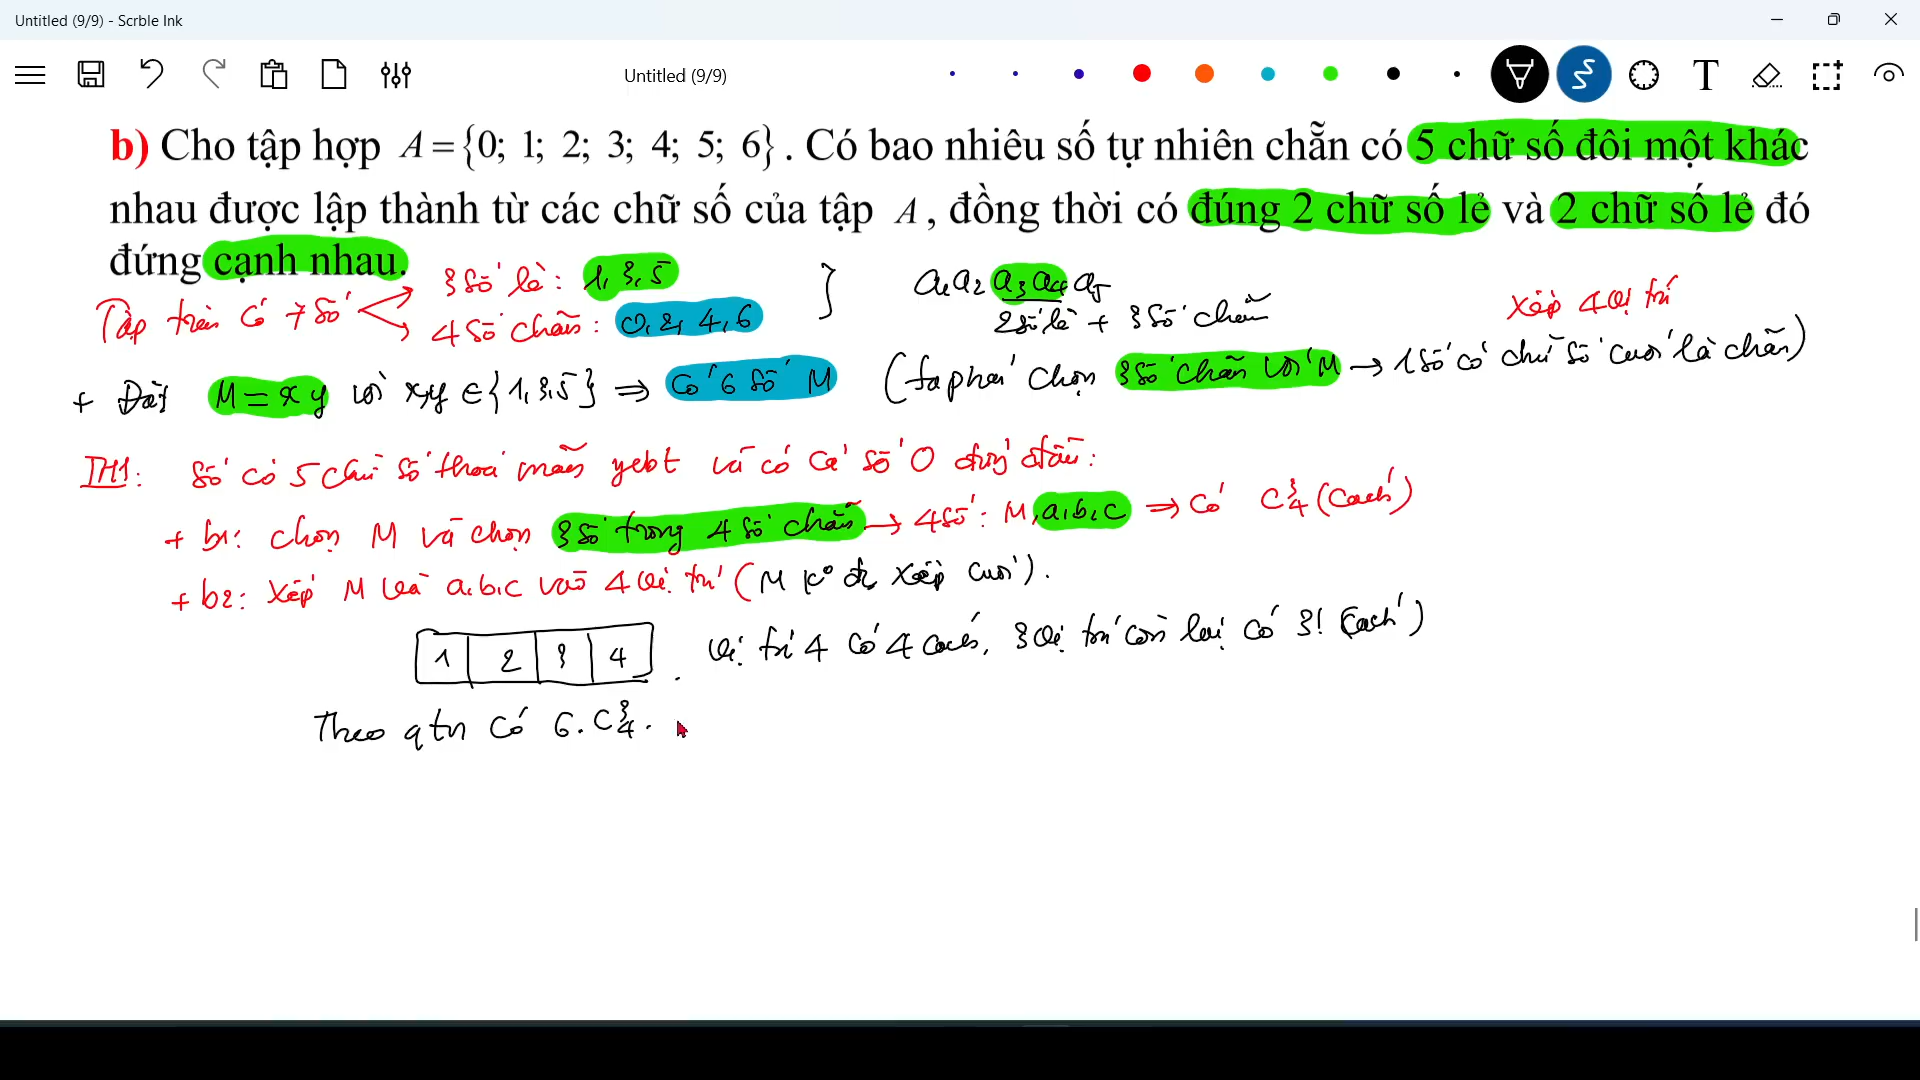 Untitled (9/9) - Scrble Ink
Untitled (9/9)
T
b) Cho tập hợp A = {0; 1; 2; 3; 4; 5; 6}. Có bao nhiêu số tự nhiên chẵn có 5 chữ số đôi một khác
nhau được lập thành từ các chữ số của tập A, đồng thời có đúng 2 chữ số lẻ và 2 chữ số lẻ đó
đứng cạnh nhau.
Tập trên có 7 số
3 số lẻ: 1, 3, 5
4 số chẵn: 0, 2, 4, 6
a₁a₂a₃a₄a₅
2 số lẻ + 3 số chẵn
xếp 4 vị trí
+ Đặt M = xy với x,y ∈ {1,3,5} ⇒ Có 6 số M (ta phải chọn 3 số chẵn với M → 1 số có chữ số cuối là chẵn)
TH1: Số có 5 chữ số thoả mãn ycbt và có cả số 0 đứng đầu:
+ b1: chọn M và chọn 3 số trong 4 số chẵn → 4 số: M, a,b,c ⇒ có C³₄ (cách)
+ b2: Xếp M và a,b,c vào 4 vị trí (M k° đc xếp cuối).
1 2 3 4 . Vị trí 4 có 4 cách, 3 vị trí còn lại có 3! (cách)
Theo qtn có 6.C³₄.